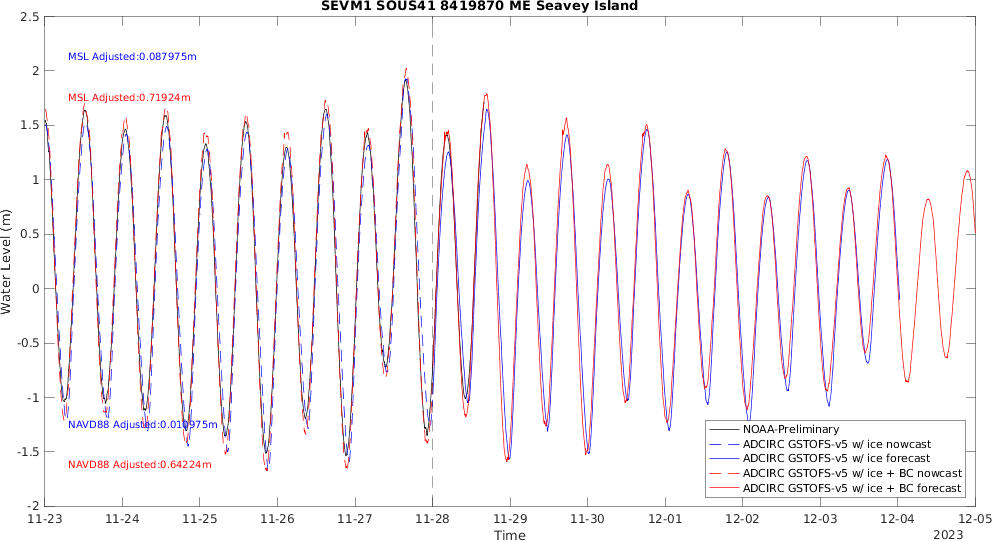 SEVM1 SOUS41 8419870 ME Seavey Island
2.5
2
1.5
1
0.5
0
-0.5
-1
-1.5
-2
Water Level (m)
MSL Adjusted:0.087975m
MSL Adjusted:0.71924m
NAVD88 Adjusted:0.010975m
NAVD88 Adjusted:0.64224m
NOAA-Preliminary
ADCIRC GSTOFS-v5 w/ ice nowcast
ADCIRC GSTOFS-v5 w/ ice forecast
ADCIRC GSTOFS-v5 w/ ice + BC nowcast
ADCIRC GSTOFS-v5 w/ ice + BC forecast
11-23 11-24 11-25 11-26 11-27 11-28 11-29 11-30 12-01 12-02 12-03 12-04 12-05
Time
2023